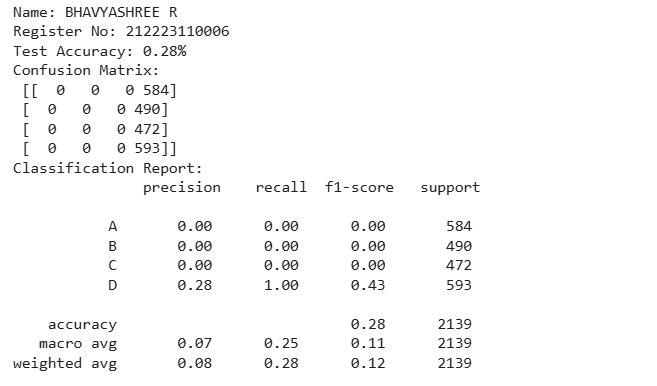 Name: BHAVYASHREE R
Register No: 212223110006
Test Accuracy: 0.28%
Confusion Matrix:
[[ 0 0 0 584]
[ 0 0 0 490]
[ 0 0 0 472]
[ 0 0 0 593]]
Classification Report:
precision recall f1-score support
A 0.00 0.00 0.00 584
B 0.00 0.00 0.00 490
C 0.00 0.00 0.00 472
D 0.28 1.00 0.43 593
accuracy 0.28 2139
macro avg 0.07 0.25 0.11 2139
weighted avg 0.08 0.28 0.12 2139